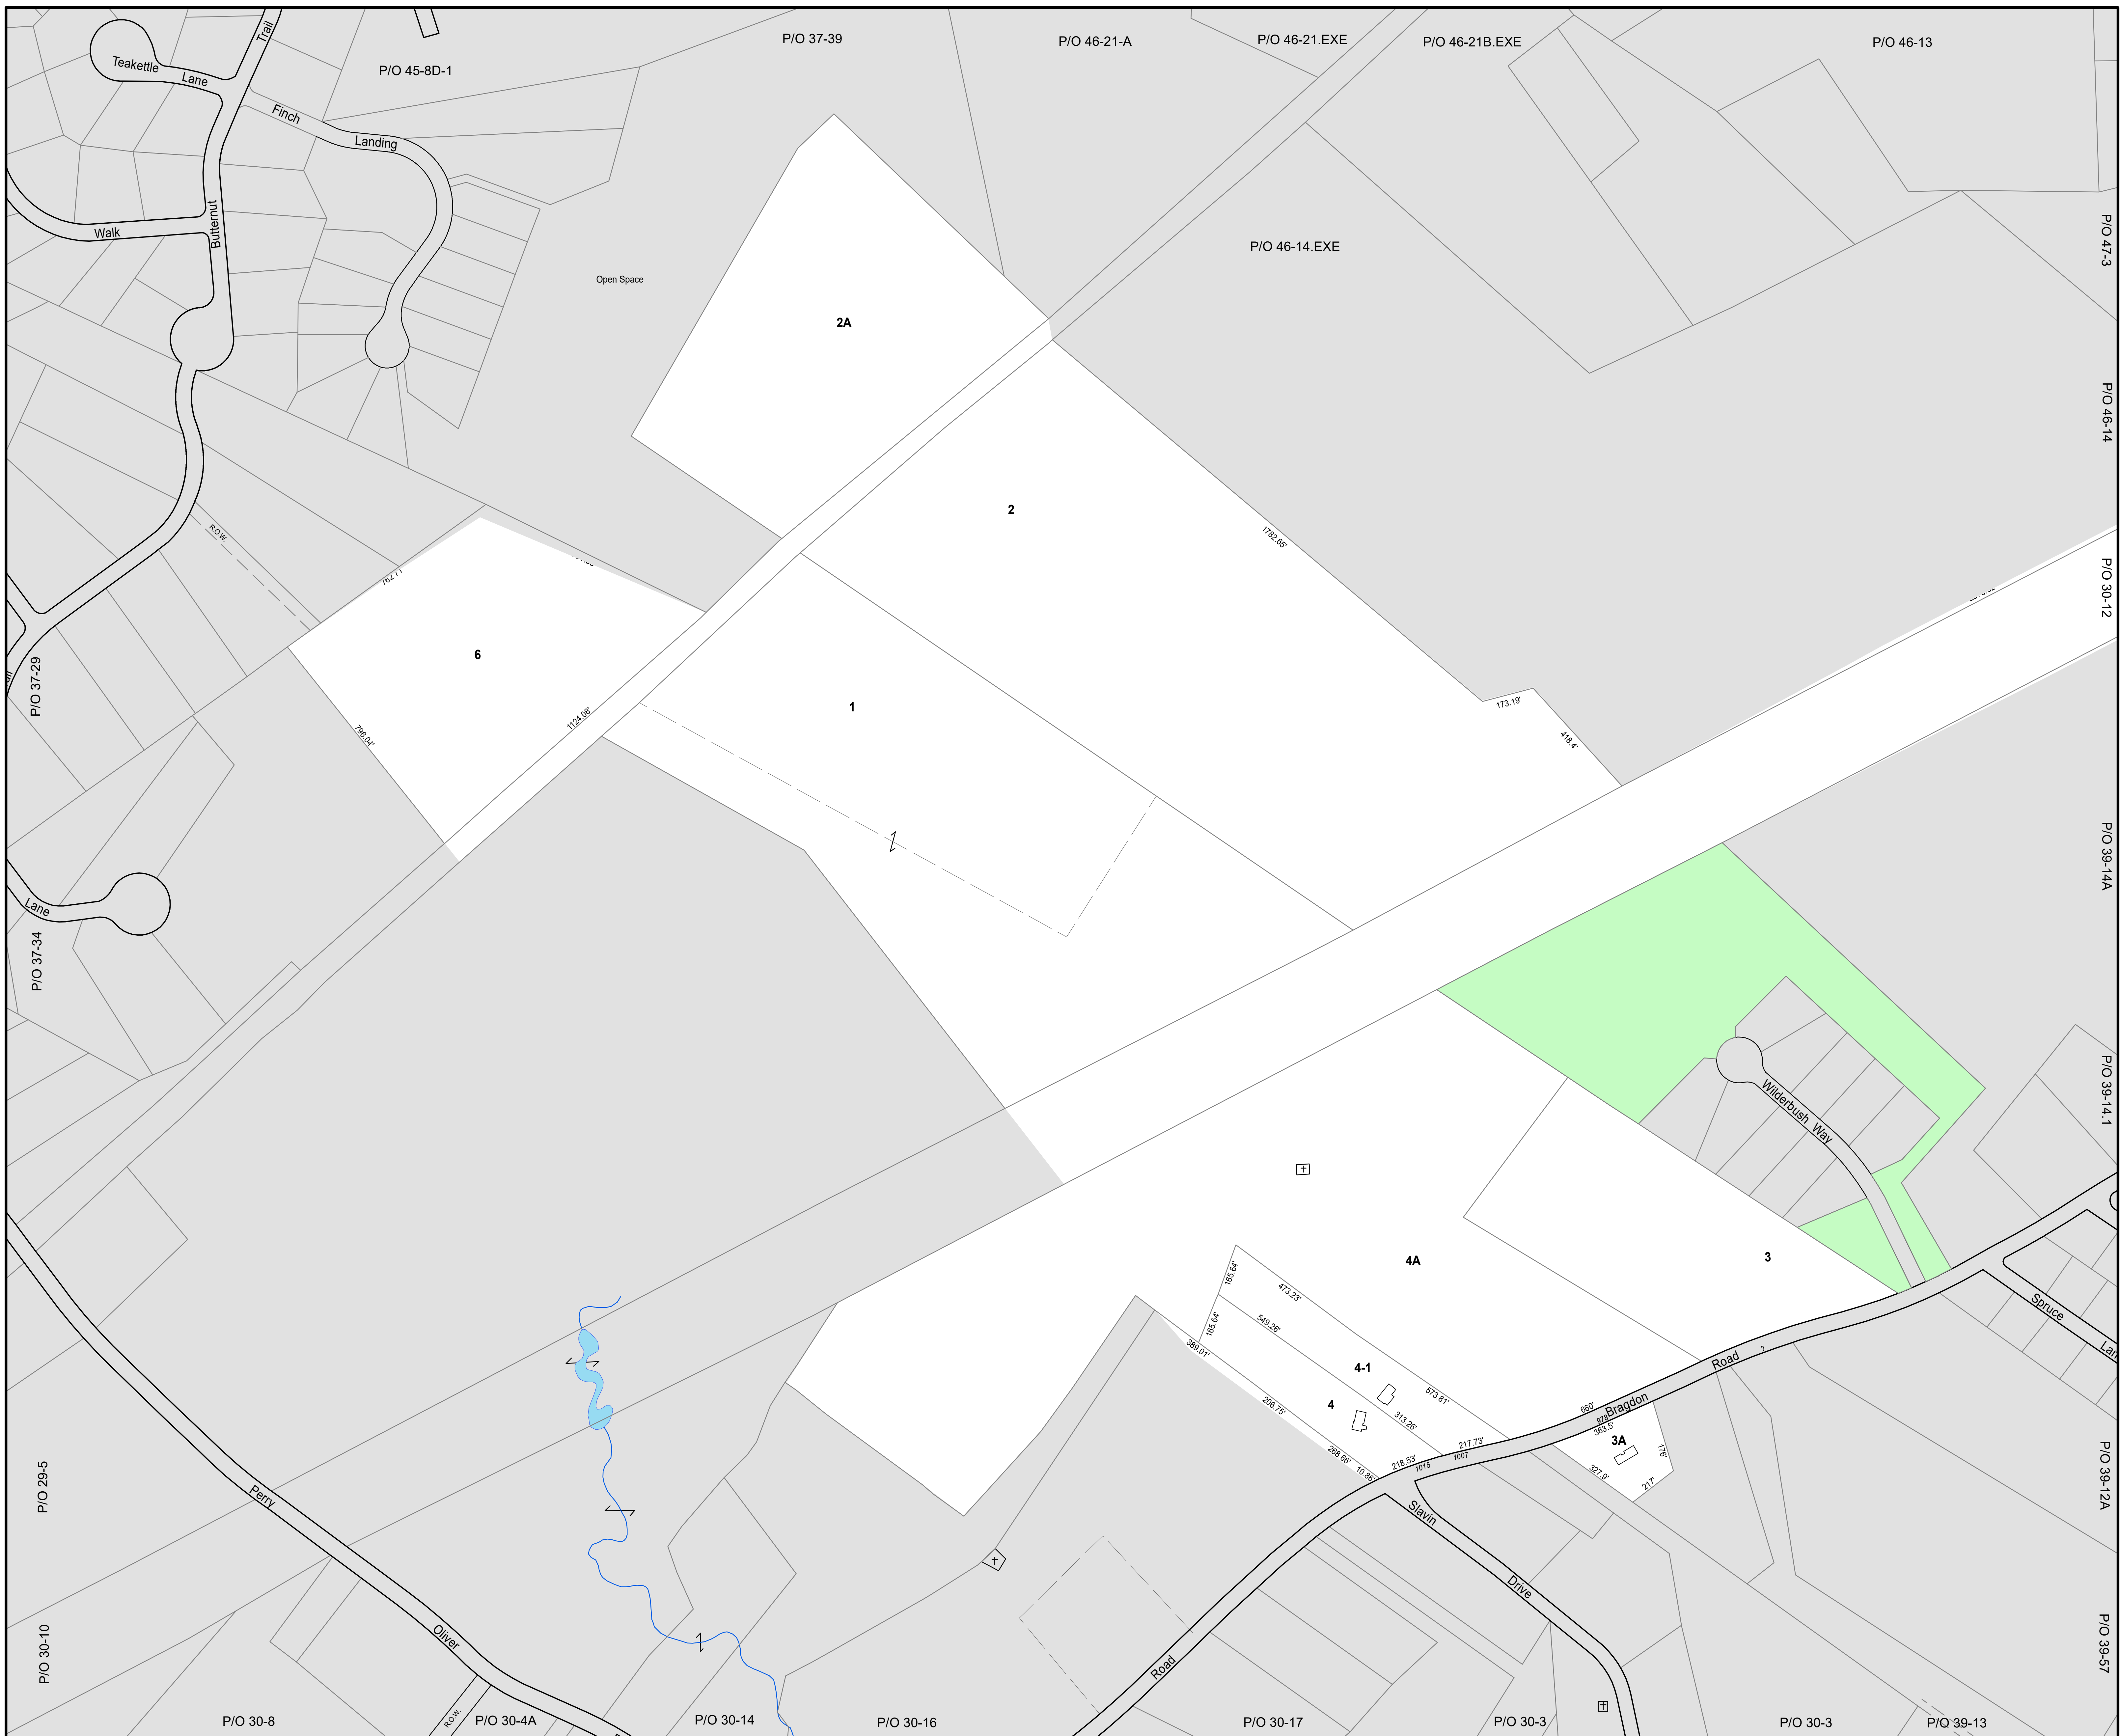 Trail
P/O 37-39
P/O 46-21-A
P/O 46-21.EXE
P/O 46-21B.EXE
P/O 46-13
Teakettle Lane
P/O 45-8D-1
Finch Landing
Walk
Butternut
P/O 47-3
P/O 46-14.EXE
Open Space
2A
P/O 46-14
2
R.O.W.
1782.65'
P/O 30-12
P/O 37-29
6
1
796.04'
1124.08'
173.19'
418.4'
P/O 39-14A
Lane
P/O 37-34
P/O 39-14.1
Wilderbush Way
4A
3
165.64'
473.23'
165.64'
549.26'
389.01'
Spruce
4-1
573.81'
Road
4
206.75'
313.26'
660'
978
Bragdon
363.5'
3A
176'
217.73'
1007
218.53'
1015
268.66'
10.86'
327.9'
217'
P/O 29-5
Perry
Slavin
Drive
P/O 39-12A
P/O 30-10
Oliver
Road
P/O 39-57
R.O.W.
P/O 30-8
P/O 30-4A
P/O 30-14
P/O 30-16
P/O 30-17
P/O 30-3
P/O 30-3
P/O 39-13